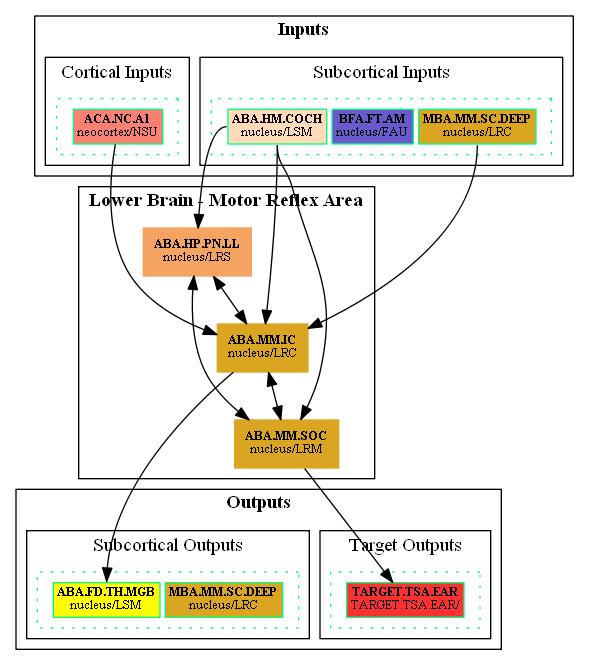 Inputs
Cortical Inputs
Subcortical Inputs
ACA.NC.A1
neocortex/NSU
ABA.HM.COCH
nucleus/LSM
BFA.FT.AM
nucleus/FAU
MBA.MM.SC.DEEP
nucleus/LRC
Lower Brain - Motor Reflex Area
ABA.HP.PN.LL
nucleus/LRS
ABA.MM.IC
nucleus/LRC
ABA.MM.SOC
nucleus/LRM
Outputs
Subcortical Outputs
Target Outputs
ABA.FD.TH.MGB
nucleus/LSM
MBA.MM.SC.DEEP
nucleus/LRC
TARGET.TSA.EAR
TARGET.TSA.EAR/